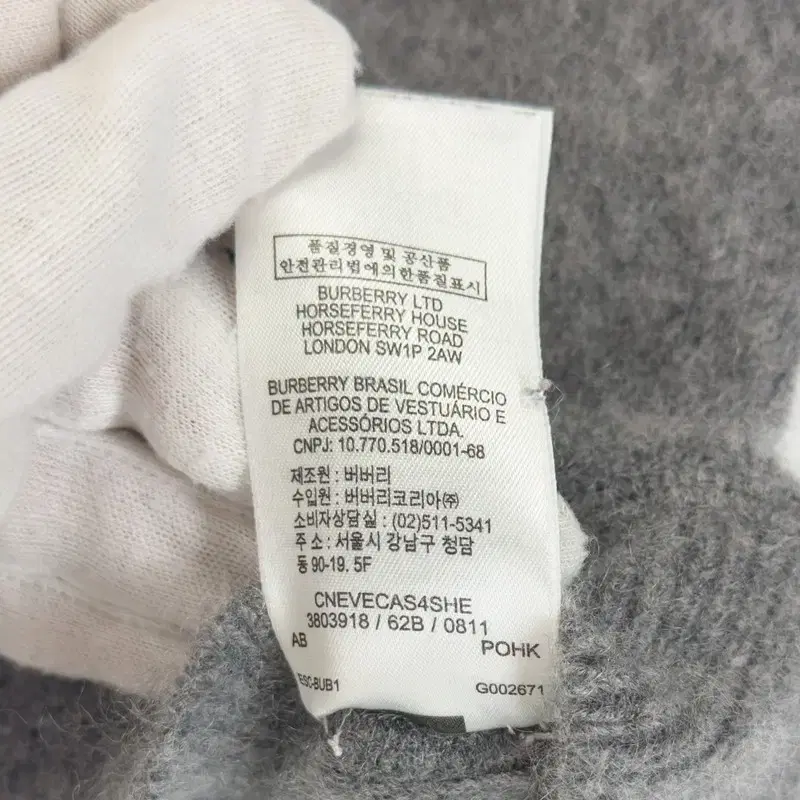 품질경영 및 공산품
안전관리법에의한품질표시
BURBERRY LTD
HORSEFERRY HOUSE
HORSEFERRY ROAD
LONDON SW1P 2AW
BURBERRY BRASIL COMÉRCIO
DE ARTIGOS DE VESTUÁRIO E
ACESSÓRIOS LTDA.
CNPJ: 10.770.518/0001-68
제조원 : 버버리
수입원 : 버버리코리아㈜
소비자상담실 : (02)511-5341
주 소 : 서울시 강남구 청담
동 90-19. 5F
CNEVECAS4SHE
3803918 / 62B / 0811
AB POHK
ESC-BUB1 G002671